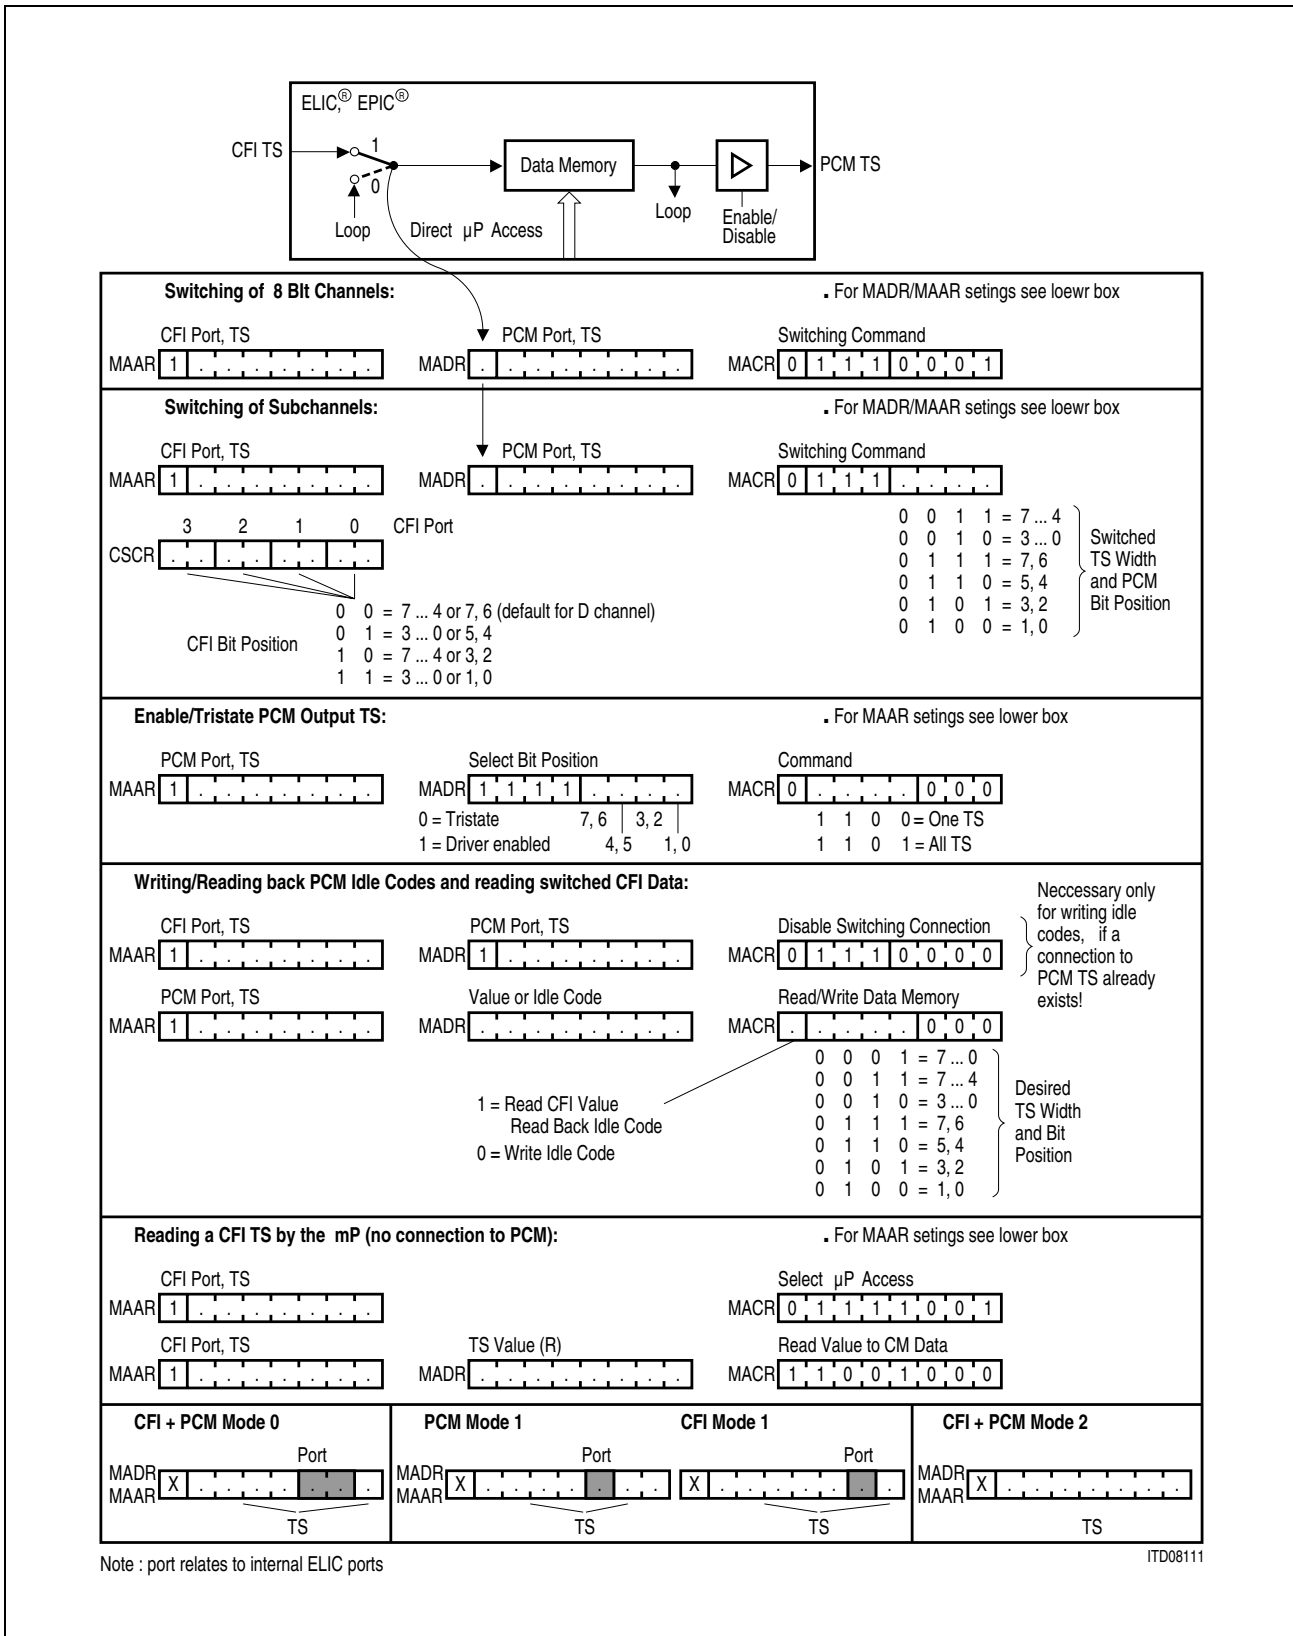 ELIC,® EPIC®
CFI TS
1
0
Data Memory
PCM TS
Loop
Direct µP Access
Loop
Enable/
Disable
Switching of 8 BIt Channels:
. For MADR/MAAR setings see loewr box
CFI Port, TS
PCM Port, TS
Switching Command
MAAR 1 . . . . . . .
MADR . . . . . . . .
MACR 0 1 1 1 0 0 0 1
Switching of Subchannels:
. For MADR/MAAR setings see loewr box
CFI Port, TS
PCM Port, TS
Switching Command
MAAR 1 . . . . . . .
MADR . . . . . . . .
MACR 0 1 1 1 . . . .
3 2 1 0 CFI Port
CSCR . . . . . . . .
0 0 = 7 ... 4 or 7, 6 (default for D channel)
0 1 = 3 ... 0 or 5, 4
1 0 = 7 ... 4 or 3, 2
1 1 = 3 ... 0 or 1, 0
CFI Bit Position
0 0 1 1 = 7 ... 4
0 0 1 0 = 3 ... 0
0 1 1 1 = 7, 6
0 1 1 0 = 5, 4
0 1 0 1 = 3, 2
0 1 0 0 = 1, 0
Switched
TS Width
and PCM
Bit Position
Enable/Tristate PCM Output TS:
. For MAAR setings see lower box
PCM Port, TS
Select Bit Position
Command
MAAR 1 . . . . . . .
MADR 1 1 1 1 . . . .
MACR 0 . . . . 0 0 0
0 = Tristate
7, 6 3, 2
1 = Driver enabled
4, 5 1, 0
1 1 0 0 = One TS
1 1 0 1 = All TS
Writing/Reading back PCM Idle Codes and reading switched CFI Data:
CFI Port, TS
PCM Port, TS
Disable Switching Connection
MAAR 1 . . . . . . .
MADR 1 . . . . . . .
MACR 0 1 1 1 0 0 0 0
Neccessary only
for writing idle
codes, if a
connection to
PCM TS already
exists!
PCM Port, TS
Value or Idle Code
Read/Write Data Memory
MAAR 1 . . . . . . .
MADR . . . . . . . .
MACR . . . . . 0 0 0
1 = Read CFI Value
Read Back Idle Code
0 = Write Idle Code
0 0 0 1 = 7 ... 0
0 0 1 1 = 7 ... 4
0 0 1 0 = 3 ... 0
0 1 1 1 = 7, 6
0 1 1 0 = 5, 4
0 1 0 1 = 3, 2
0 1 0 0 = 1, 0
Desired
TS Width
and Bit
Position
Reading a CFI TS by the mP (no connection to PCM):
. For MAAR setings see lower box
CFI Port, TS
Select µP Access
MAAR 1 . . . . . . .
MACR 0 1 1 1 1 0 0 1
CFI Port, TS
TS Value (R)
Read Value to CM Data
MAAR 1 . . . . . . .
MADR . . . . . . . .
MACR 1 1 0 0 1 0 0 0
CFI + PCM Mode 0
PCM Mode 1
CFI Mode 1
CFI + PCM Mode 2
Port
Port
Port
MADR
MAAR
X . . . . . . .
MADR
MAAR
X . . . . . . .
X . . . . . . .
MADR
MAAR
X . . . . . . .
TS
TS
TS
TS
Note : port relates to internal ELIC ports
ITD08111